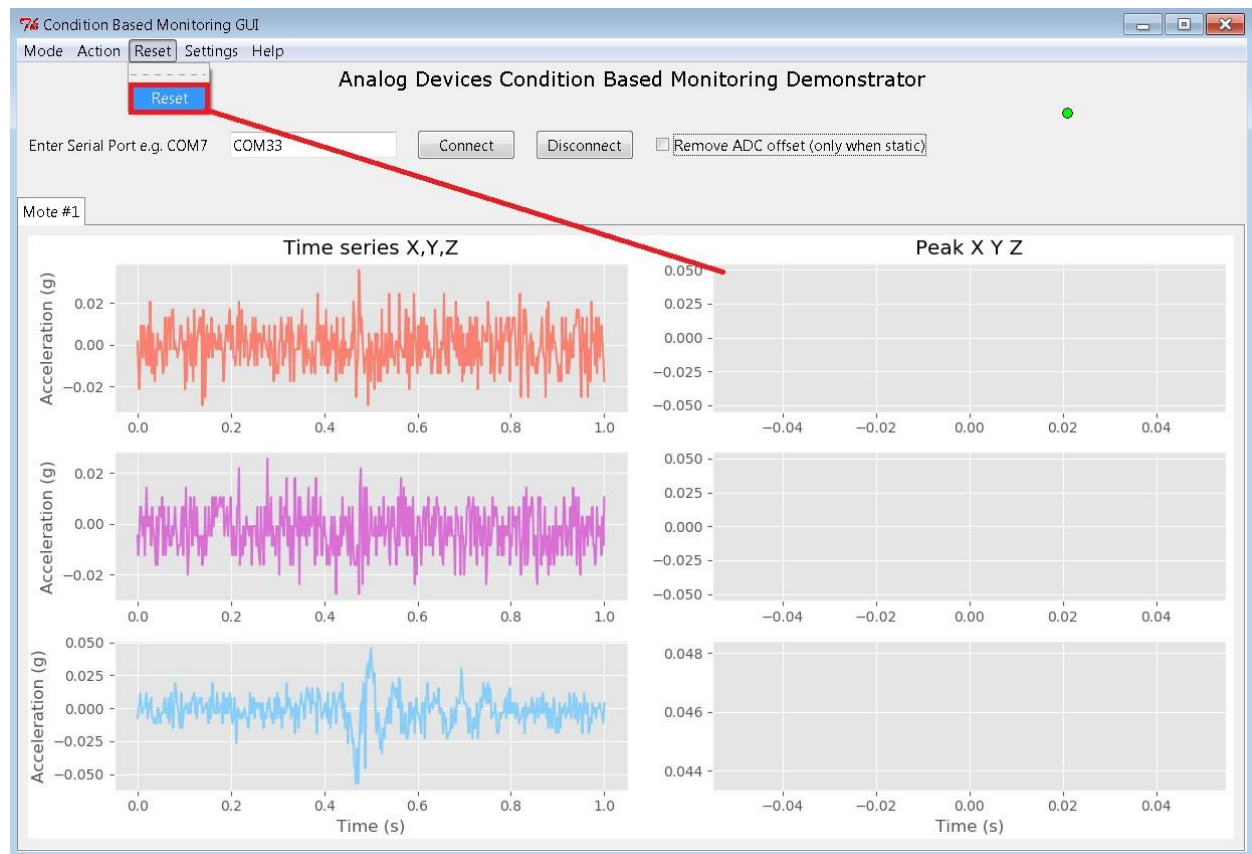 Condition Based Monitoring GUI
Mode Action Reset Settings Help
Reset
Analog Devices Condition Based Monitoring Demonstrator
Enter Serial Port e.g. COM7 COM33 Connect Disconnect Remove ADC offset (only when static)
Mote #1
Time series X,Y,Z
Acceleration (g)
0.02
0.00
−0.02
0.0 0.2 0.4 0.6 0.8 1.0
Acceleration (g)
0.02
0.00
−0.02
0.0 0.2 0.4 0.6 0.8 1.0
Acceleration (g)
0.050
0.025
0.000
−0.025
−0.050
0.0 0.2 0.4 0.6 0.8 1.0
Time (s)
Peak X Y Z
0.050
0.025
0.000
−0.025
−0.050
−0.04 −0.02 0.00 0.02 0.04
0.050
0.025
0.000
−0.025
−0.050
−0.04 −0.02 0.00 0.02 0.04
0.048
0.046
0.044
−0.04 −0.02 0.00 0.02 0.04
Time (s)